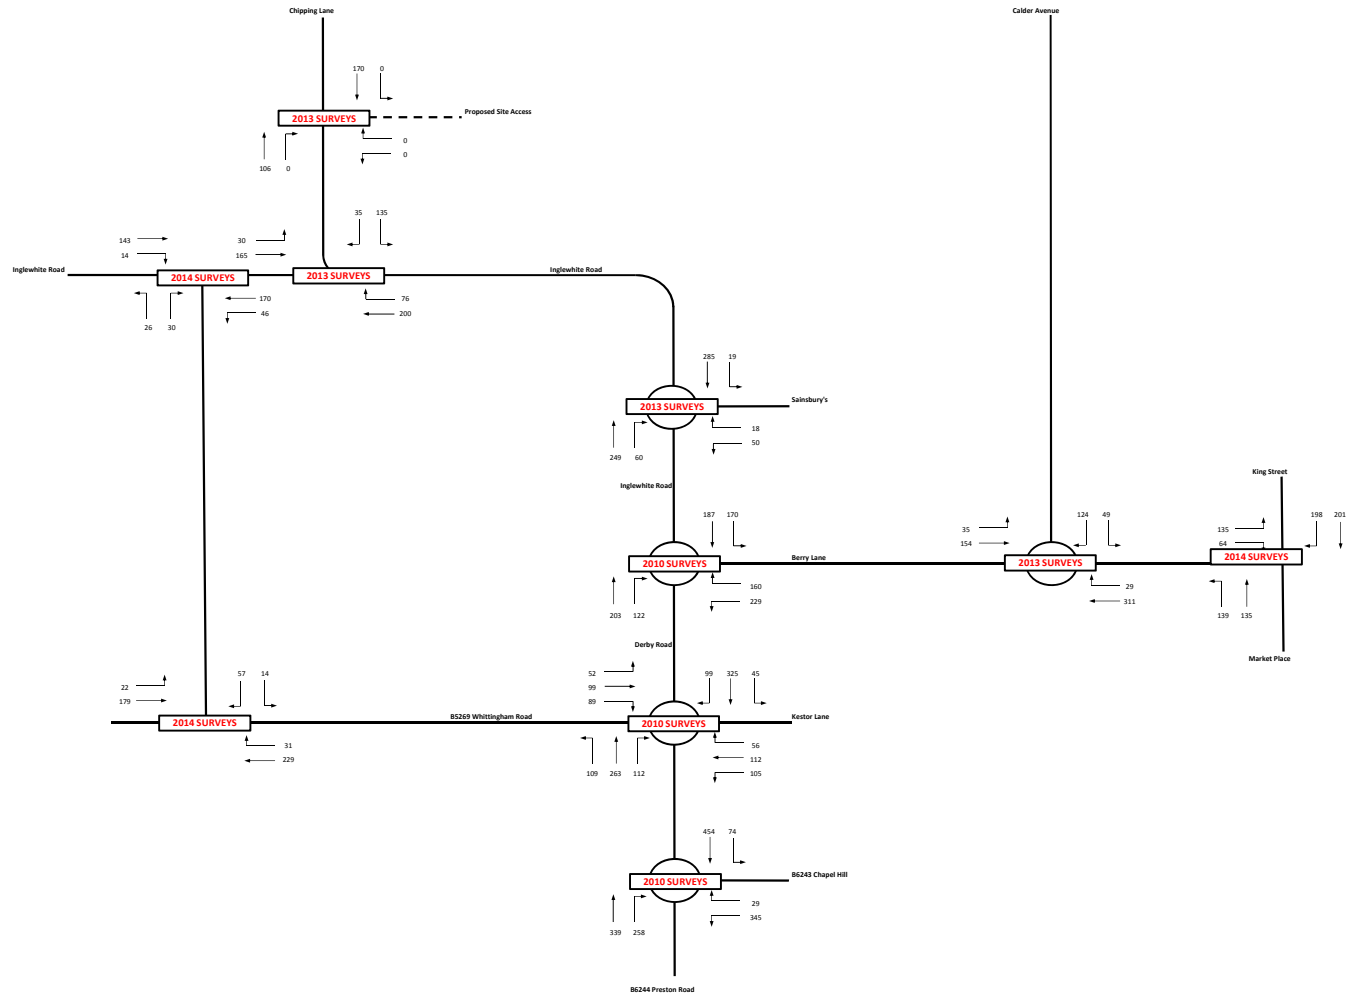 Chipping Lane
Calder Avenue
170 0
2013 SURVEYS
Proposed Site Access
0
0
106 0
35 135
143
14
30
165
Inglewhite Road
2014 SURVEYS
2013 SURVEYS
Inglewhite Road
170
46
26 30
76
200
285 19
2013 SURVEYS
Sainsbury's
18
50
249 60
King Street
Inglewhite Road
187 170
35
154
124 49
135
64
198 201
2010 SURVEYS
Berry Lane
2013 SURVEYS
2014 SURVEYS
160
229
203 122
29
311
139 135
Derby Road
Market Place
22
179
57 14
52
99
89
99 325 45
2014 SURVEYS
B5269 Whittingham Road
2010 SURVEYS
Kestor Lane
31
229
109 263 112
56
112
105
454 74
2010 SURVEYS
B6243 Chapel Hill
29
345
339 258
B6244 Preston Road